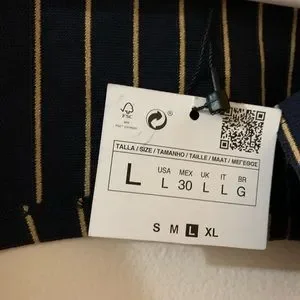 FSC
TALLA / SIZE / TAMANHO / TAILLE / MAAT / ΜΕΓΕΘΟΣ
USA MEX UK IT BR
L L 30 L L G
S M L XL